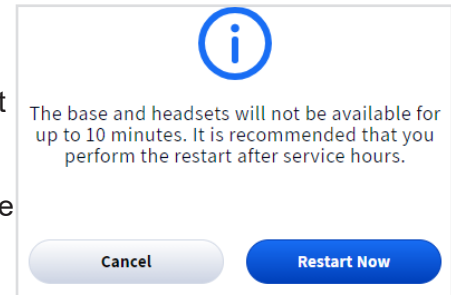 t
The base and headsets will not be available for
up to 10 minutes. It is recommended that you
perform the restart after service hours.
e
Cancel
Restart Now